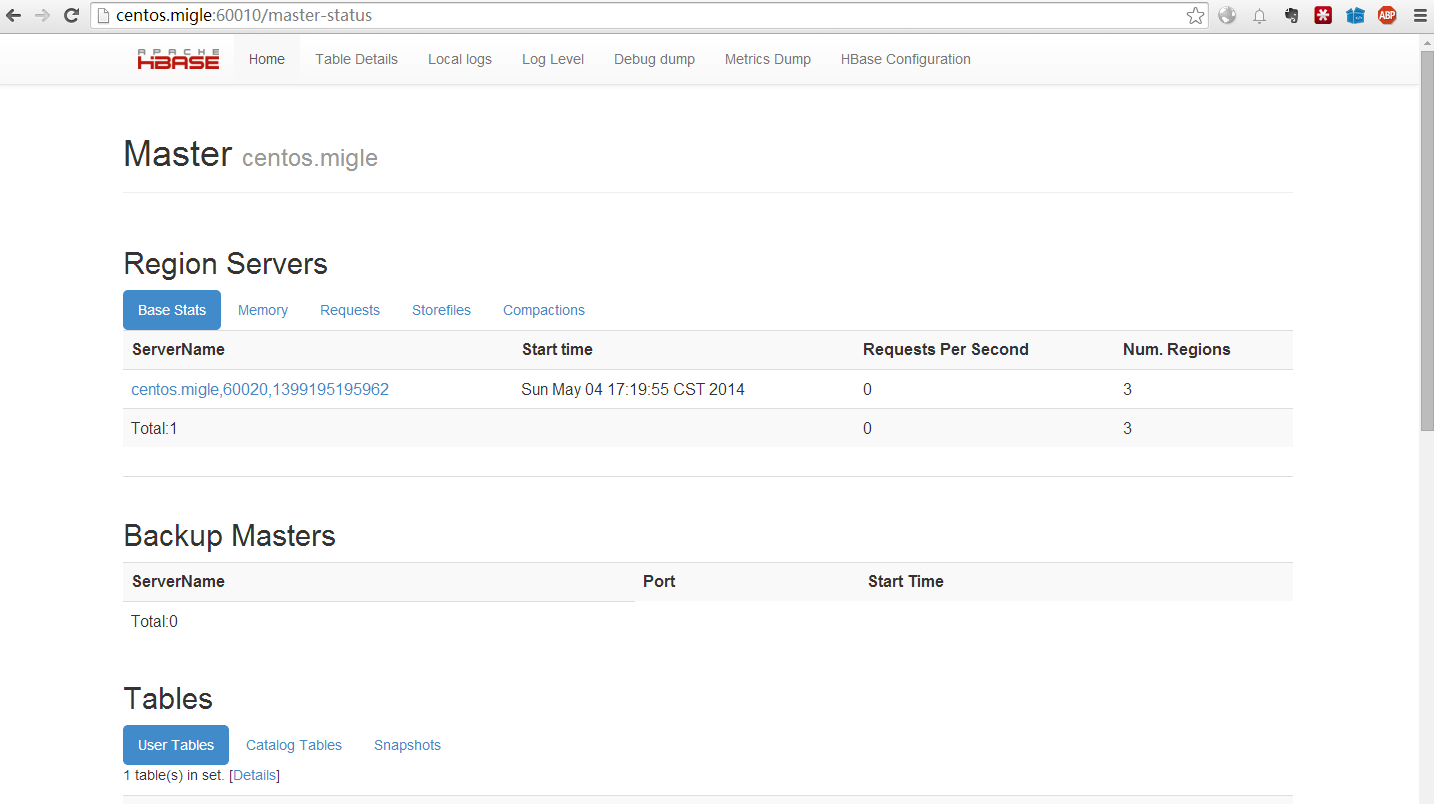 centos.migle:60010/master-status
ABP
APACHE
HBASE
Home Table Details Local logs Log Level Debug dump Metrics Dump HBase Configuration
Master centos.migle
Region Servers
Base Stats Memory Requests Storefiles Compactions
ServerName Start time Requests Per Second Num. Regions
centos.migle,60020,1399195195962 Sun May 04 17:19:55 CST 2014 0 3
Total:1 0 3
Backup Masters
ServerName Port Start Time
Total:0
Tables
User Tables Catalog Tables Snapshots
1 table(s) in set. [Details]